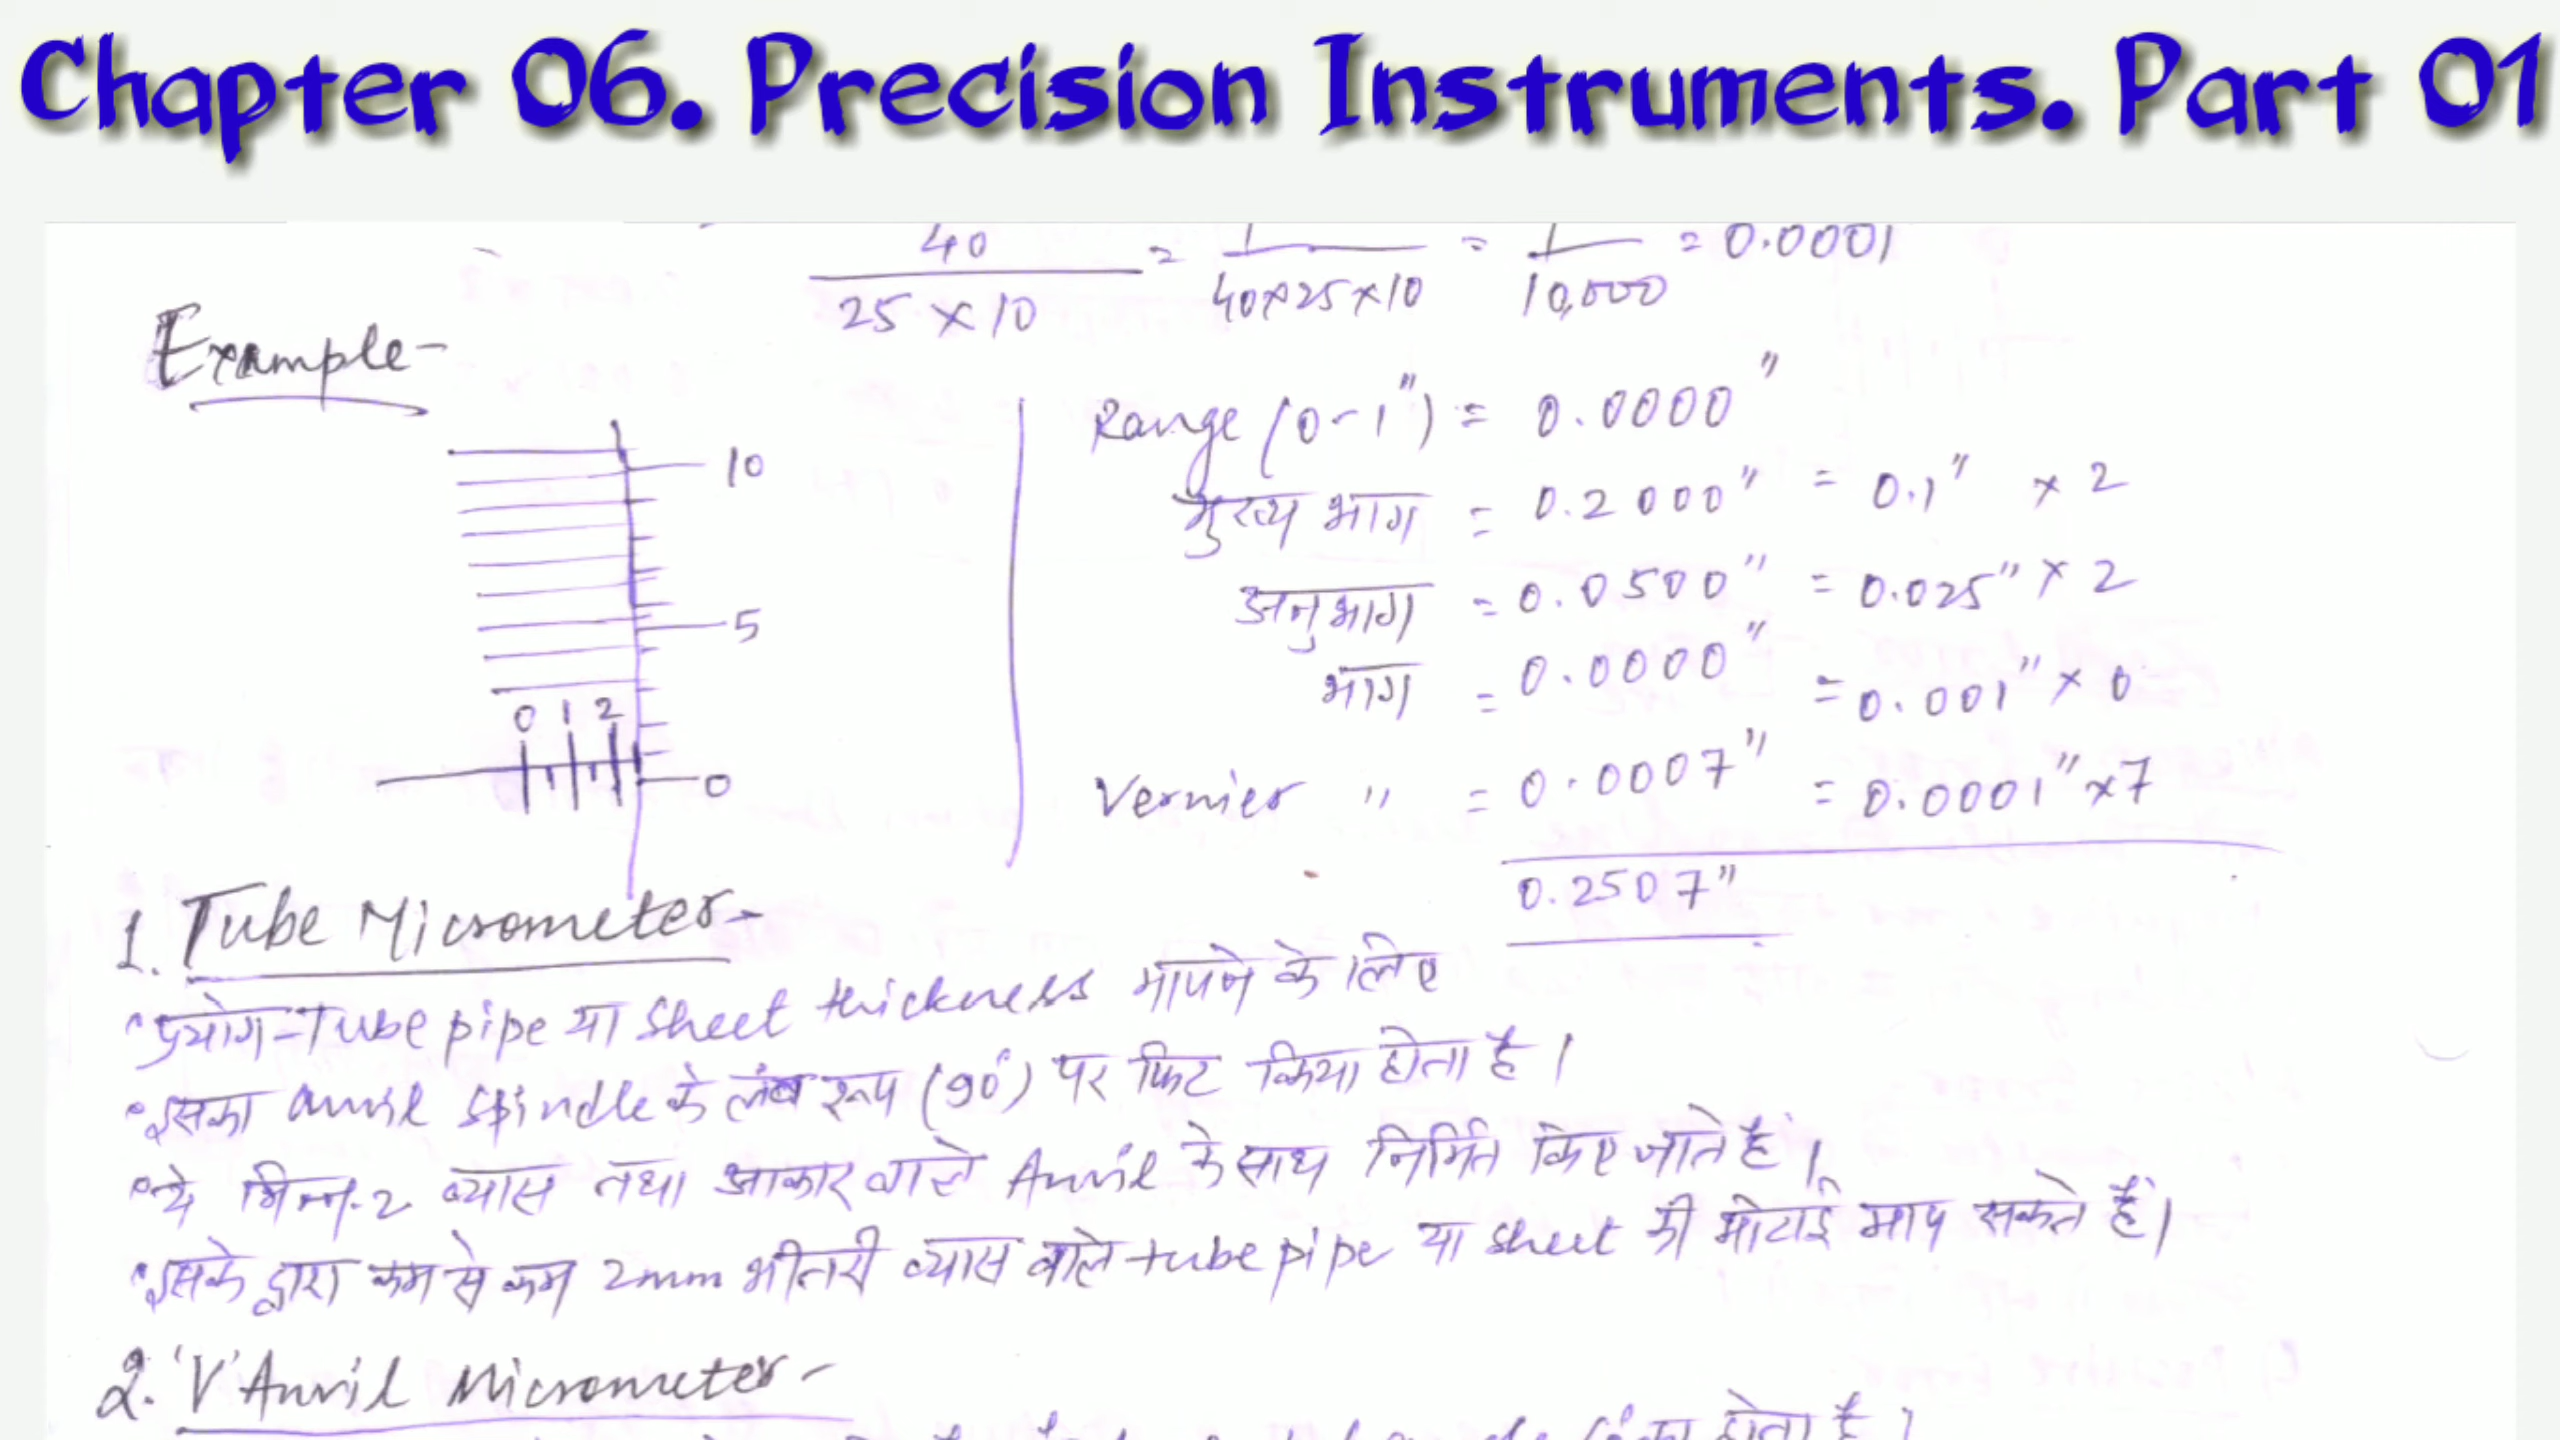 Chapter 06. Precision Instruments. Part 01
40 / 25 × 10 = 1 / 40×25×10 = 1 / 10,000 = 0.0001
Example-
10
5
0 1 2
0
Range (0-1") = 0.0000"
मुख्य भाग = 0.2000" = 0.1" × 2
अनुभाग = 0.0500" = 0.025" × 2
भाग = 0.0000" = 0.001" × 0
Vernier " = 0.0007" = 0.0001" ×7
0.2507"
1. Tube Micrometer-
प्रयोग-Tube pipe या sheet thickness मापने के लिए
इसका anvil spindle के लंब रूप (90°) पर फिट किया होता है।
ये भिन्न-2 व्यास तथा आकार वाले Anvil के साथ निर्मित किए जाते हैं।
इसके द्वारा कम से कम 2mm भीतरी व्यास वाले tube pipe या sheet की मोटाई माप सकते हैं।
2. 'V' Anvil Micrometer-
होता है।